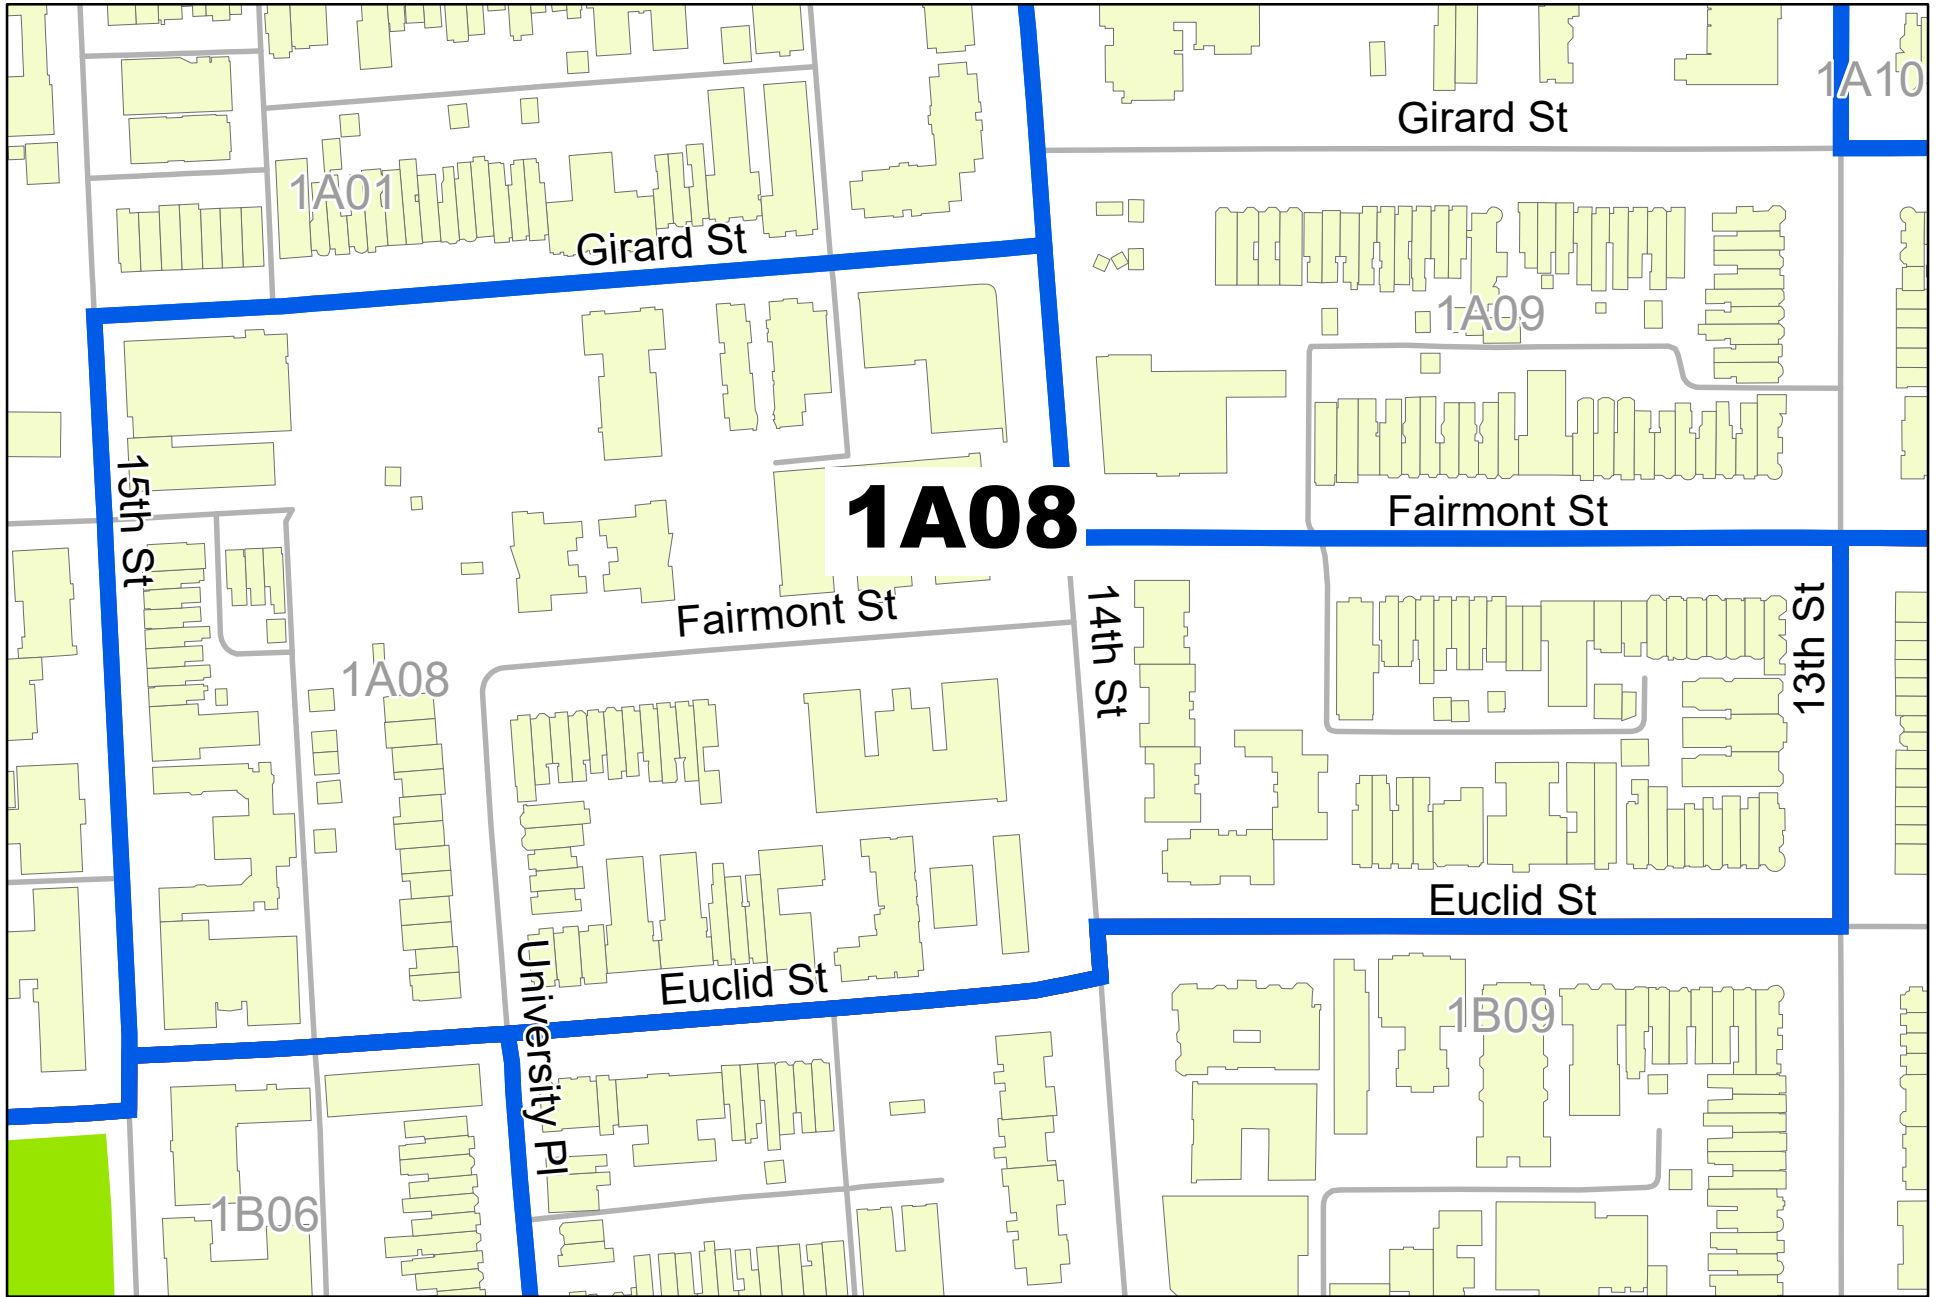 1A10
Girard St
1A01
Girard St
1A09
15th St
1A08
Fairmont St
Fairmont St
14th St
13th St
1A08
Euclid St
University Pl
Euclid St
1B09
1B06